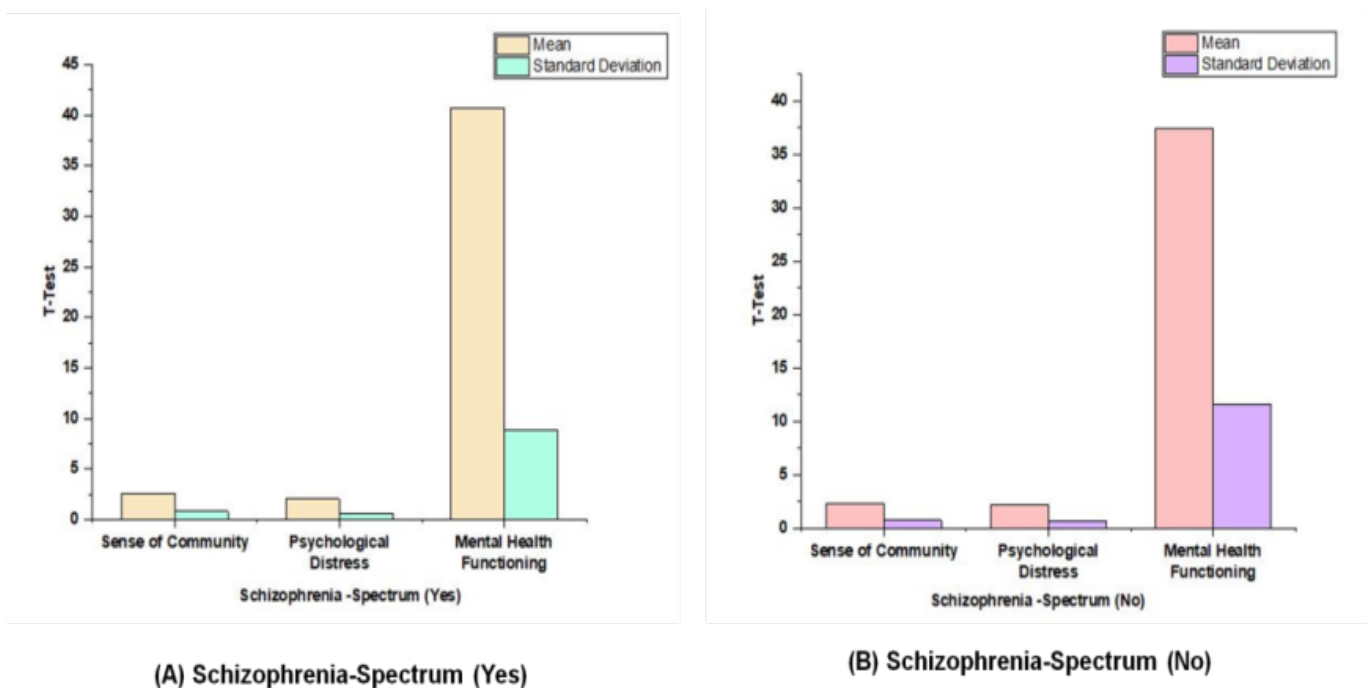 Mean
Standard Deviation
45
40
35
30
25
20
15
10
5
0
T-Test
Sense of Community
Psychological
Distress
Mental Health
Functioning
Schizophrenia -Spectrum (Yes)
(A) Schizophrenia-Spectrum (Yes)
Mean
Standard Deviation
40
35
30
25
20
15
10
5
0
T-Test
Sense of Community
Psychological
Distress
Mental Health
Functioning
Schizophrenia -Spectrum (No)
(B) Schizophrenia-Spectrum (No)